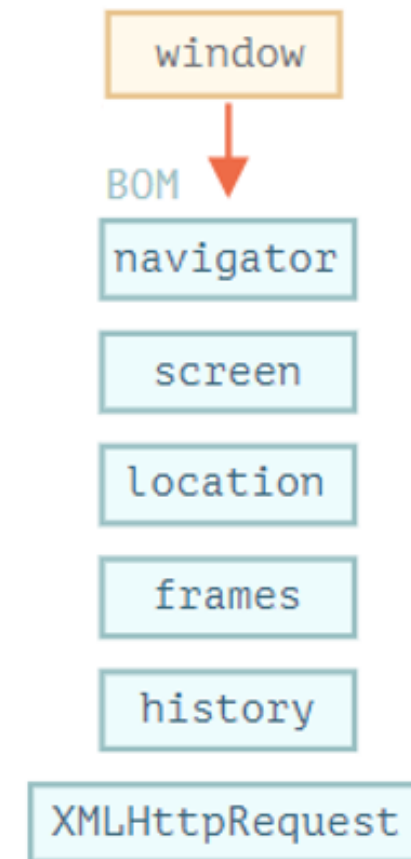 window
BOM
navigator
screen
location
frames
history
XMLHttpRequest